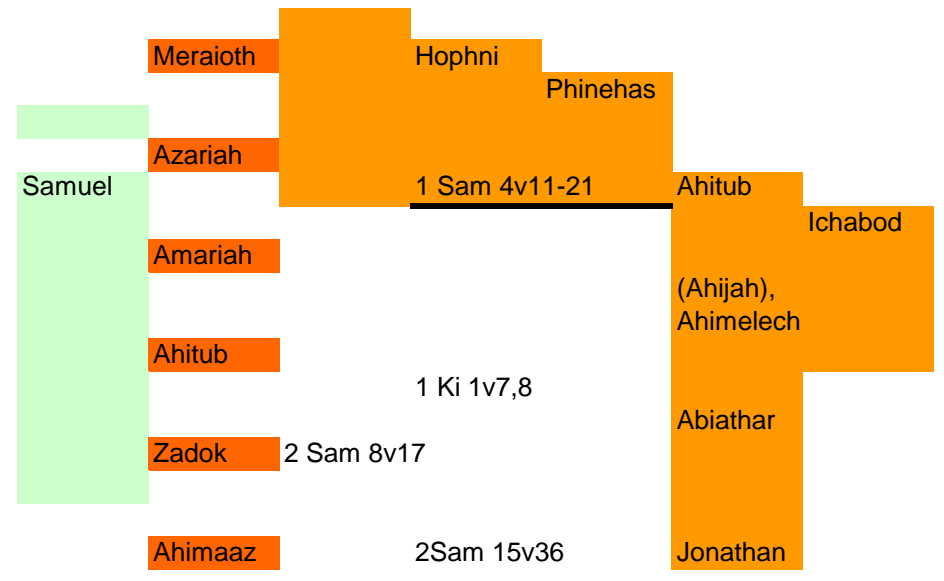 Meraioth Hophni
Phinehas
Azariah
Samuel 1 Sam 4v11-21 Ahitub
Ichabod
Amariah
(Ahijah),
Ahimelech
Ahitub
1 Ki 1v7,8
Abiathar
Zadok 2 Sam 8v17
Ahimaaz 2Sam 15v36 Jonathan